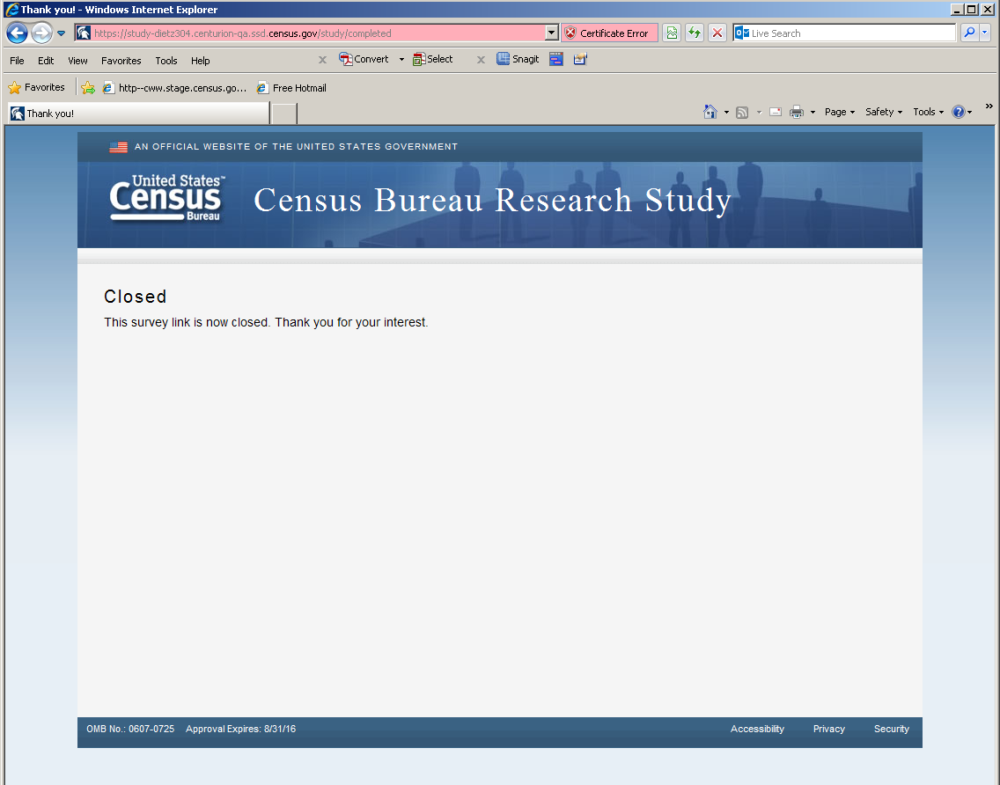 Thank you! - Windows Internet Explorer
https://study-dietz304.centurion-qa.ssd.census.gov/study/completed Certificate Error Live Search
File Edit View Favorites Tools Help x Convert Select x Snagit
Favorites http--cww.stage.census.go... Free Hotmail
Thank you! Page Safety Tools »
AN OFFICIAL WEBSITE OF THE UNITED STATES GOVERNMENT
United States™
Census
Bureau
Census Bureau Research Study
Closed
This survey link is now closed. Thank you for your interest.
OMB No.: 0607-0725 Approval Expires: 8/31/16 Accessibility Privacy Security